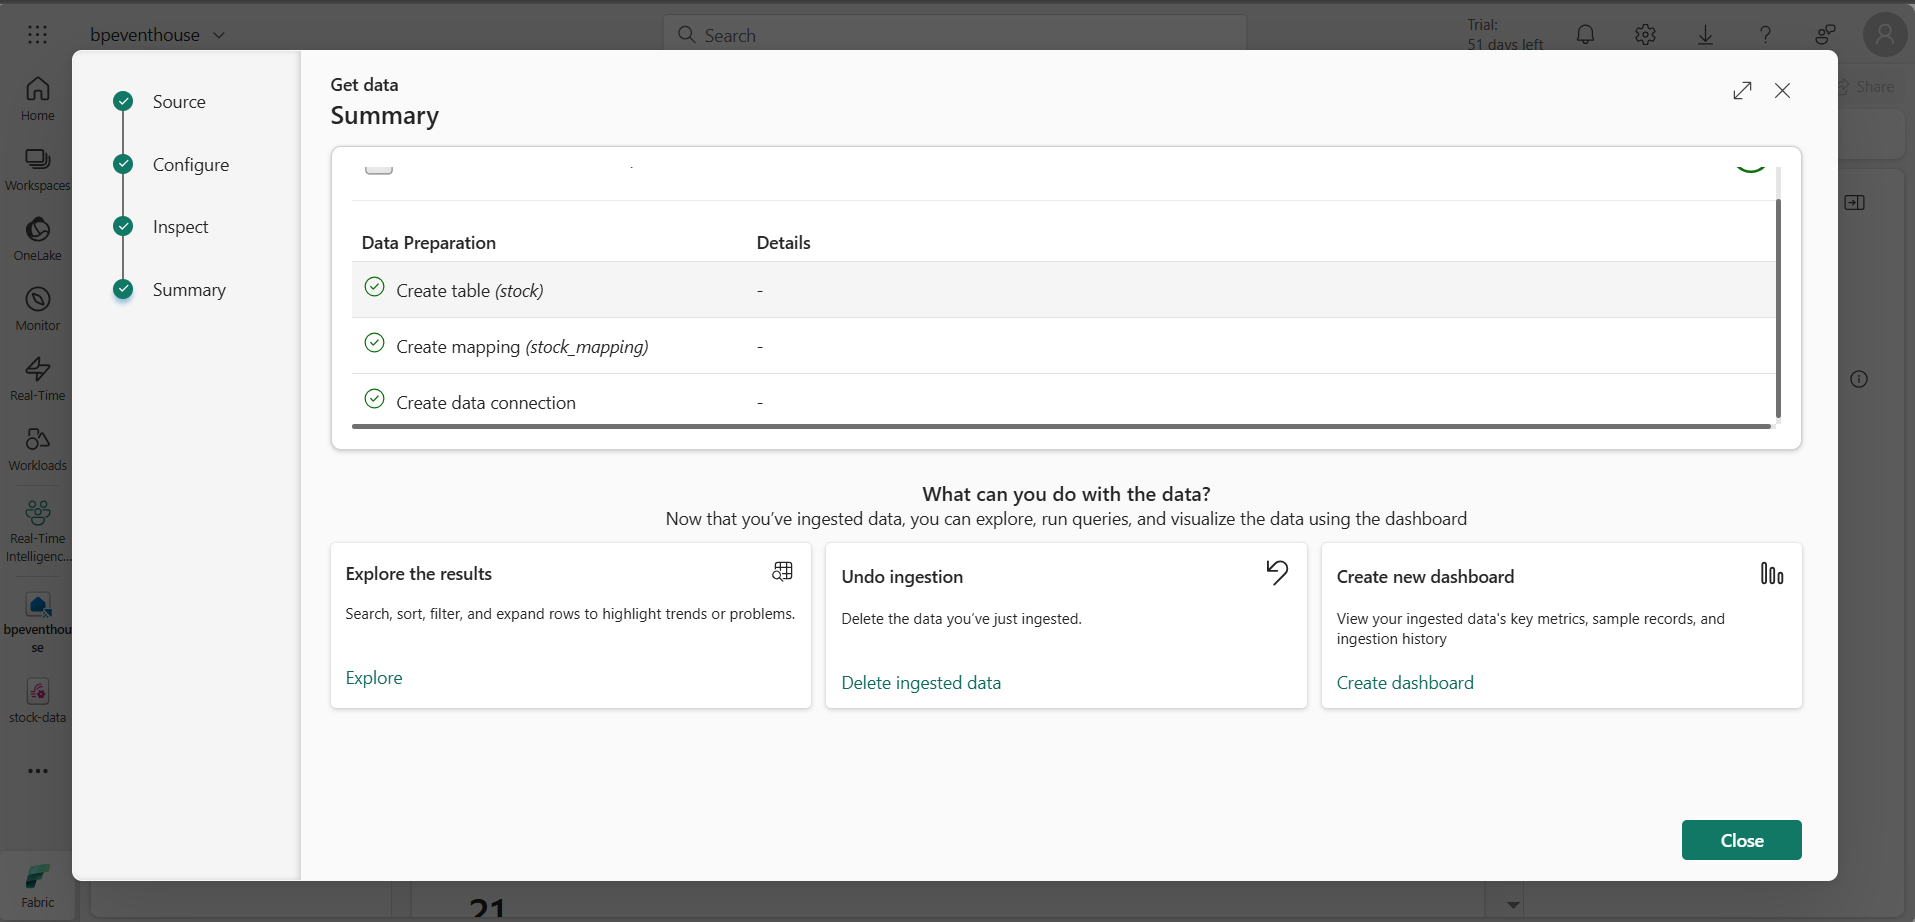 bpeventhouse
Search
Trial:
51 days left
Share
Home
Workspaces
OneLake
Monitor
Real-Time
Workloads
Real-Time
Intelligenc...
bpeventhou
se
stock-data
Fabric
Source
Configure
Inspect
Summary
Get data
Summary
Data Preparation Details
Create table (stock) -
Create mapping (stock_mapping) -
Create data connection -
What can you do with the data?
Now that you’ve ingested data, you can explore, run queries, and visualize the data using the dashboard
Explore the results
Search, sort, filter, and expand rows to highlight trends or problems.
Explore
Undo ingestion
Delete the data you’ve just ingested.
Delete ingested data
Create new dashboard
View your ingested data's key metrics, sample records, and
ingestion history
Create dashboard
Close
21